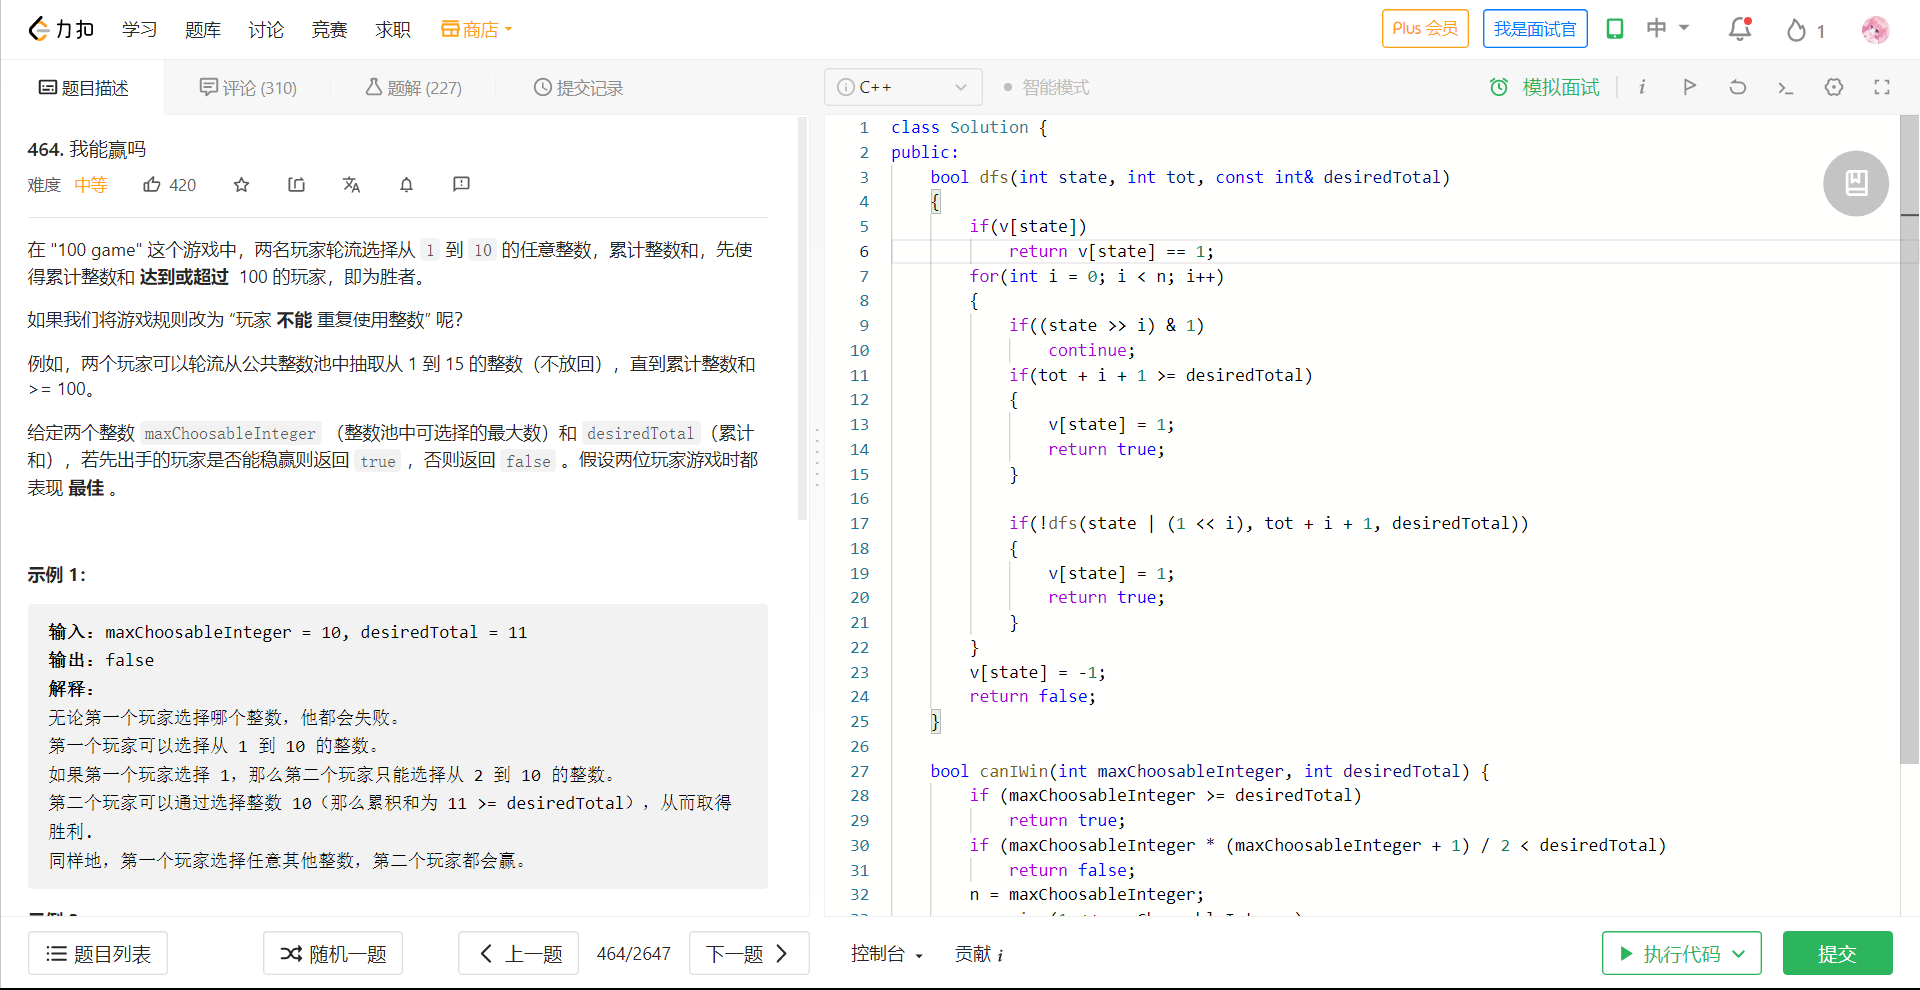 力扣 学习 题库 讨论 竞赛 求职 商店 Plus 会员 我是面试官 中 1
题目描述 评论 (310) 题解 (227) 提交记录
464. 我能赢吗
难度 中等 420
在 "100 game" 这个游戏中，两名玩家轮流选择从 1 到 10 的任意整数，累计整数和，先使
得累计整数和 达到或超过 100 的玩家，即为胜者。
如果我们将游戏规则改为 “玩家 不能 重复使用整数” 呢？
例如，两个玩家可以轮流从公共整数池中抽取从 1 到 15 的整数（不放回），直到累计整数和
>= 100。
给定两个整数 maxChoosableInteger （整数池中可选择的最大数）和 desiredTotal（累计
和），若先出手的玩家是否能稳赢则返回 true ，否则返回 false 。假设两位玩家游戏时都
表现 最佳 。
示例 1：
输入：maxChoosableInteger = 10, desiredTotal = 11
输出：false
解释：
无论第一个玩家选择哪个整数，他都会失败。
第一个玩家可以选择从 1 到 10 的整数。
如果第一个玩家选择 1，那么第二个玩家只能选择从 2 到 10 的整数。
第二个玩家可以通过选择整数 10（那么累积和为 11 >= desiredTotal），从而取得
胜利.
同样地，第一个玩家选择任意其他整数，第二个玩家都会赢。
C++ 智能模式 模拟面试
1 class Solution {
2 public:
3 bool dfs(int state, int tot, const int& desiredTotal)
4 {
5 if(v[state])
6 return v[state] == 1;
7 for(int i = 0; i < n; i++)
8 {
9 if((state >> i) & 1)
10 continue;
11 if(tot + i + 1 >= desiredTotal)
12 {
13 v[state] = 1;
14 return true;
15 }
16
17 if(!dfs(state | (1 << i), tot + i + 1, desiredTotal))
18 {
19 v[state] = 1;
20 return true;
21 }
22 }
23 v[state] = -1;
24 return false;
25 }
26
27 bool canIWin(int maxChoosableInteger, int desiredTotal) {
28 if (maxChoosableInteger >= desiredTotal)
29 return true;
30 if (maxChoosableInteger * (maxChoosableInteger + 1) / 2 < desiredTotal)
31 return false;
32 n = maxChoosableInteger;
题目列表 随机一题 上一题 464/2647 下一题 控制台 贡献 i 执行代码 提交